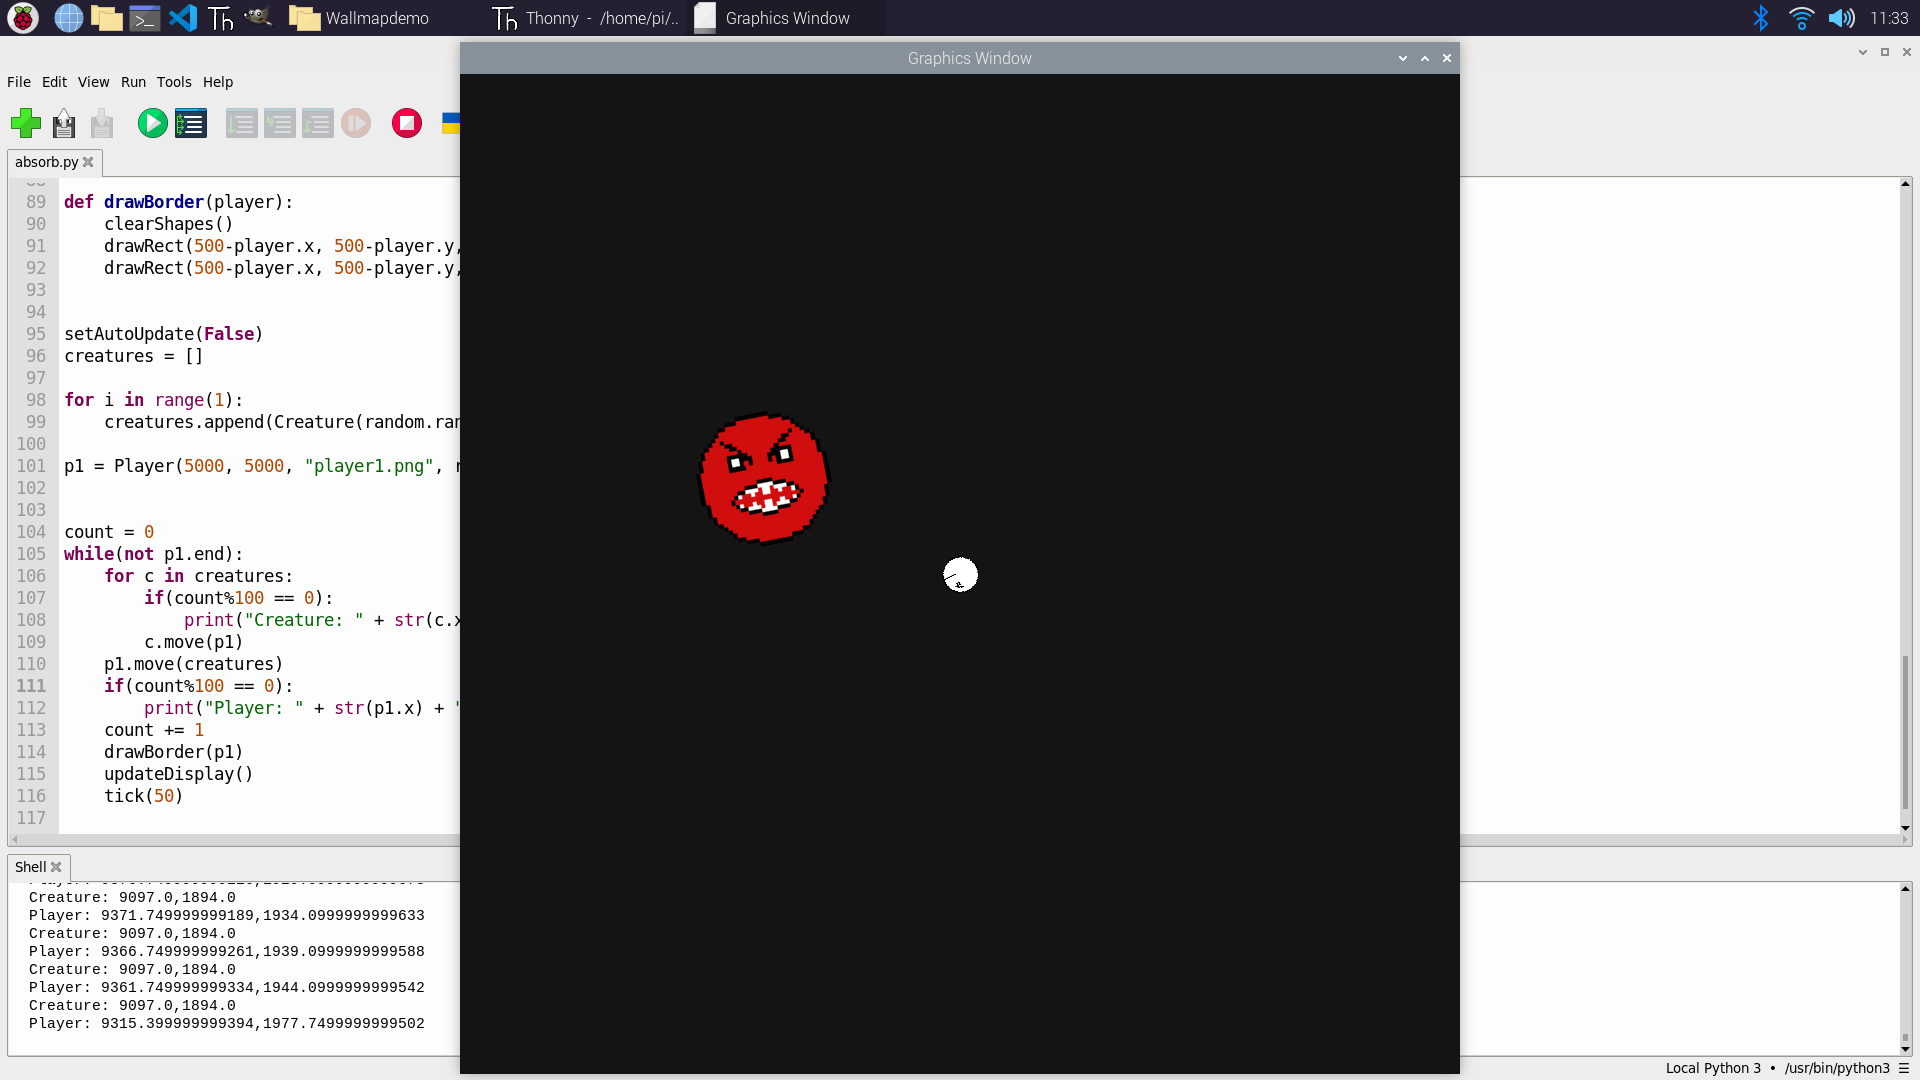 Wallmapdemo
Thonny - /home/pi/..
Graphics Window
11:33
Graphics Window
File Edit View Run Tools Help
absorb.py
89 def drawBorder(player):
90 clearShapes()
91 drawRect(500-player.x, 500-player.y,
92 drawRect(500-player.x, 500-player.y,
93
94
95 setAutoUpdate(False)
96 creatures = []
97
98 for i in range(1):
99 creatures.append(Creature(random.ran
100
101 p1 = Player(5000, 5000, "player1.png",
102
103
104 count = 0
105 while(not p1.end):
106 for c in creatures:
107 if(count%100 == 0):
108 print("Creature: " + str(c.x
109 c.move(p1)
110 p1.move(creatures)
111 if(count%100 == 0):
112 print("Player: " + str(p1.x) + "
113 count += 1
114 drawBorder(p1)
115 updateDisplay()
116 tick(50)
117
Shell
Creature: 9097.0,1894.0
Player: 9371.749999999189,1934.0999999999633
Creature: 9097.0,1894.0
Player: 9366.749999999261,1939.0999999999588
Creature: 9097.0,1894.0
Player: 9361.749999999334,1944.0999999999542
Creature: 9097.0,1894.0
Player: 9315.399999999394,1977.7499999999502
Local Python 3 • /usr/bin/python3 ☰